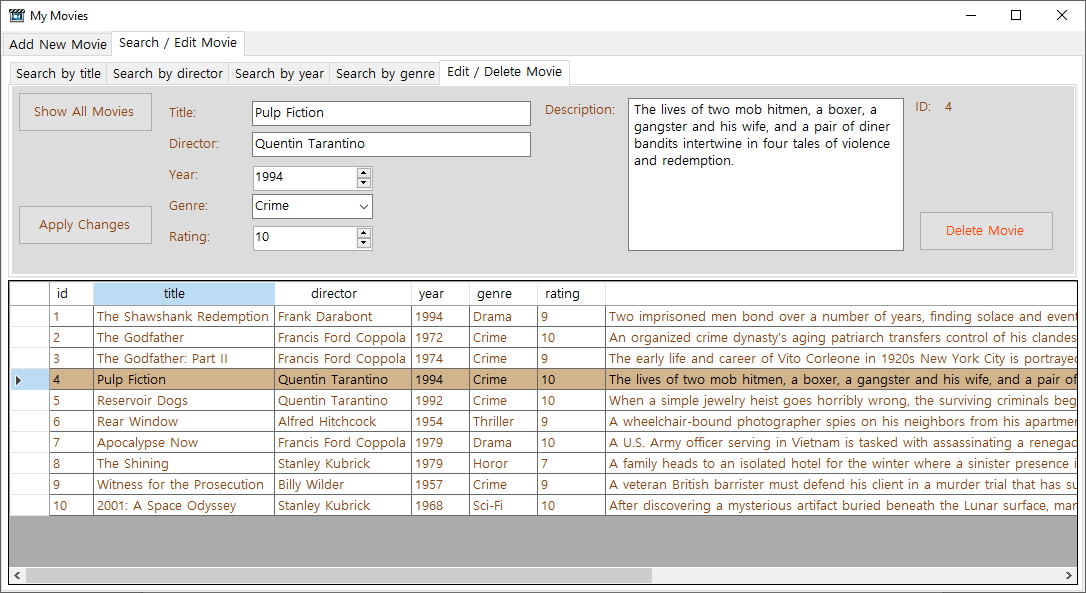 My Movies
Add New Movie Search / Edit Movie
Search by title Search by director Search by year Search by genre Edit / Delete Movie
Show All Movies
Apply Changes
Title: Pulp Fiction
Director: Quentin Tarantino
Year: 1994
Genre: Crime
Rating: 10
Description: The lives of two mob hitmen, a boxer, a
gangster and his wife, and a pair of diner
bandits intertwine in four tales of violence
and redemption.
ID: 4
Delete Movie
id title director year genre rating
1 The Shawshank Redemption Frank Darabont 1994 Drama 9 Two imprisoned men bond over a number of years, finding solace and event
2 The Godfather Francis Ford Coppola 1972 Crime 10 An organized crime dynasty's aging patriarch transfers control of his clandes
3 The Godfather: Part II Francis Ford Coppola 1974 Crime 9 The early life and career of Vito Corleone in 1920s New York City is portraye
4 Pulp Fiction Quentin Tarantino 1994 Crime 10 The lives of two mob hitmen, a boxer, a gangster and his wife, and a pair of
5 Reservoir Dogs Quentin Tarantino 1992 Crime 10 When a simple jewelry heist goes horribly wrong, the surviving criminals beg
6 Rear Window Alfred Hitchcock 1954 Thriller 9 A wheelchair-bound photographer spies on his neighbors from his apartmer
7 Apocalypse Now Francis Ford Coppola 1979 Drama 10 A U.S. Army officer serving in Vietnam is tasked with assassinating a renegac
8 The Shining Stanley Kubrick 1979 Horor 7 A family heads to an isolated hotel for the winter where a sinister presence i
9 Witness for the Prosecution Billy Wilder 1957 Crime 9 A veteran British barrister must defend his client in a murder trial that has su
10 2001: A Space Odyssey Stanley Kubrick 1968 Sci-Fi 10 After discovering a mysterious artifact buried beneath the Lunar surface, mar